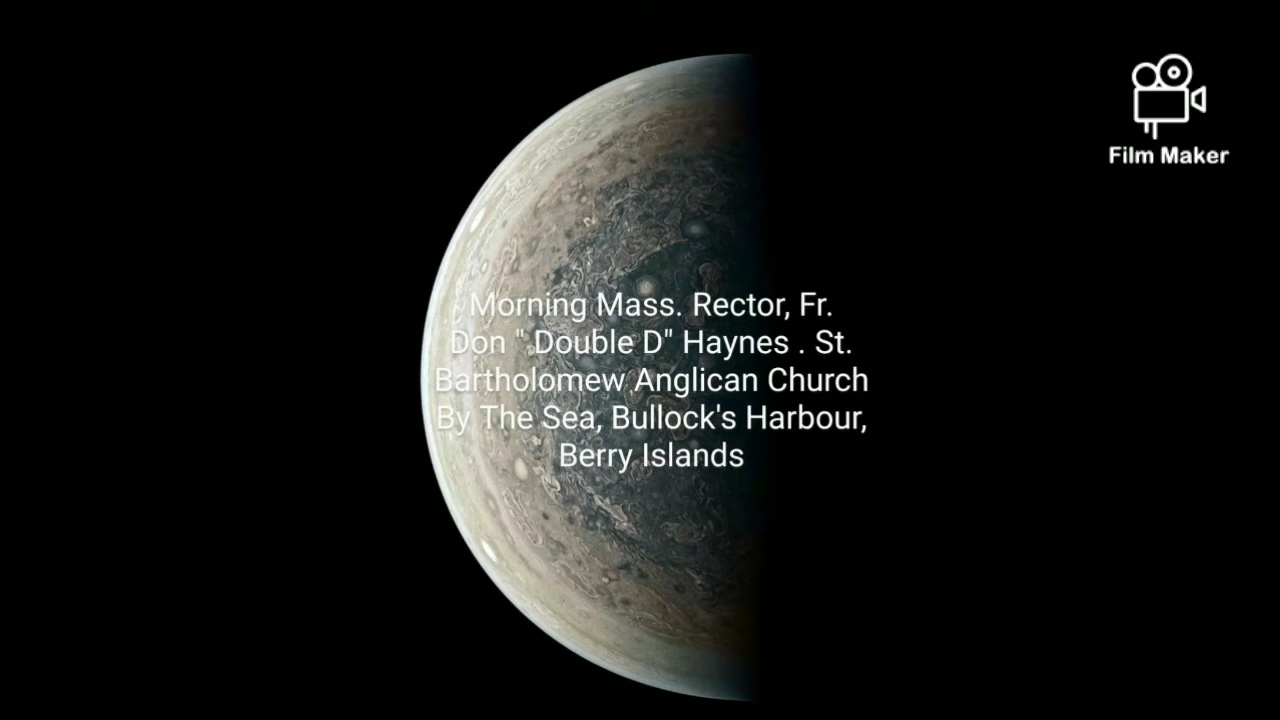 Film Maker
Morning Mass. Rector, Fr.
Don " Double D" Haynes . St.
Bartholomew Anglican Church
By The Sea, Bullock's Harbour,
Berry Islands